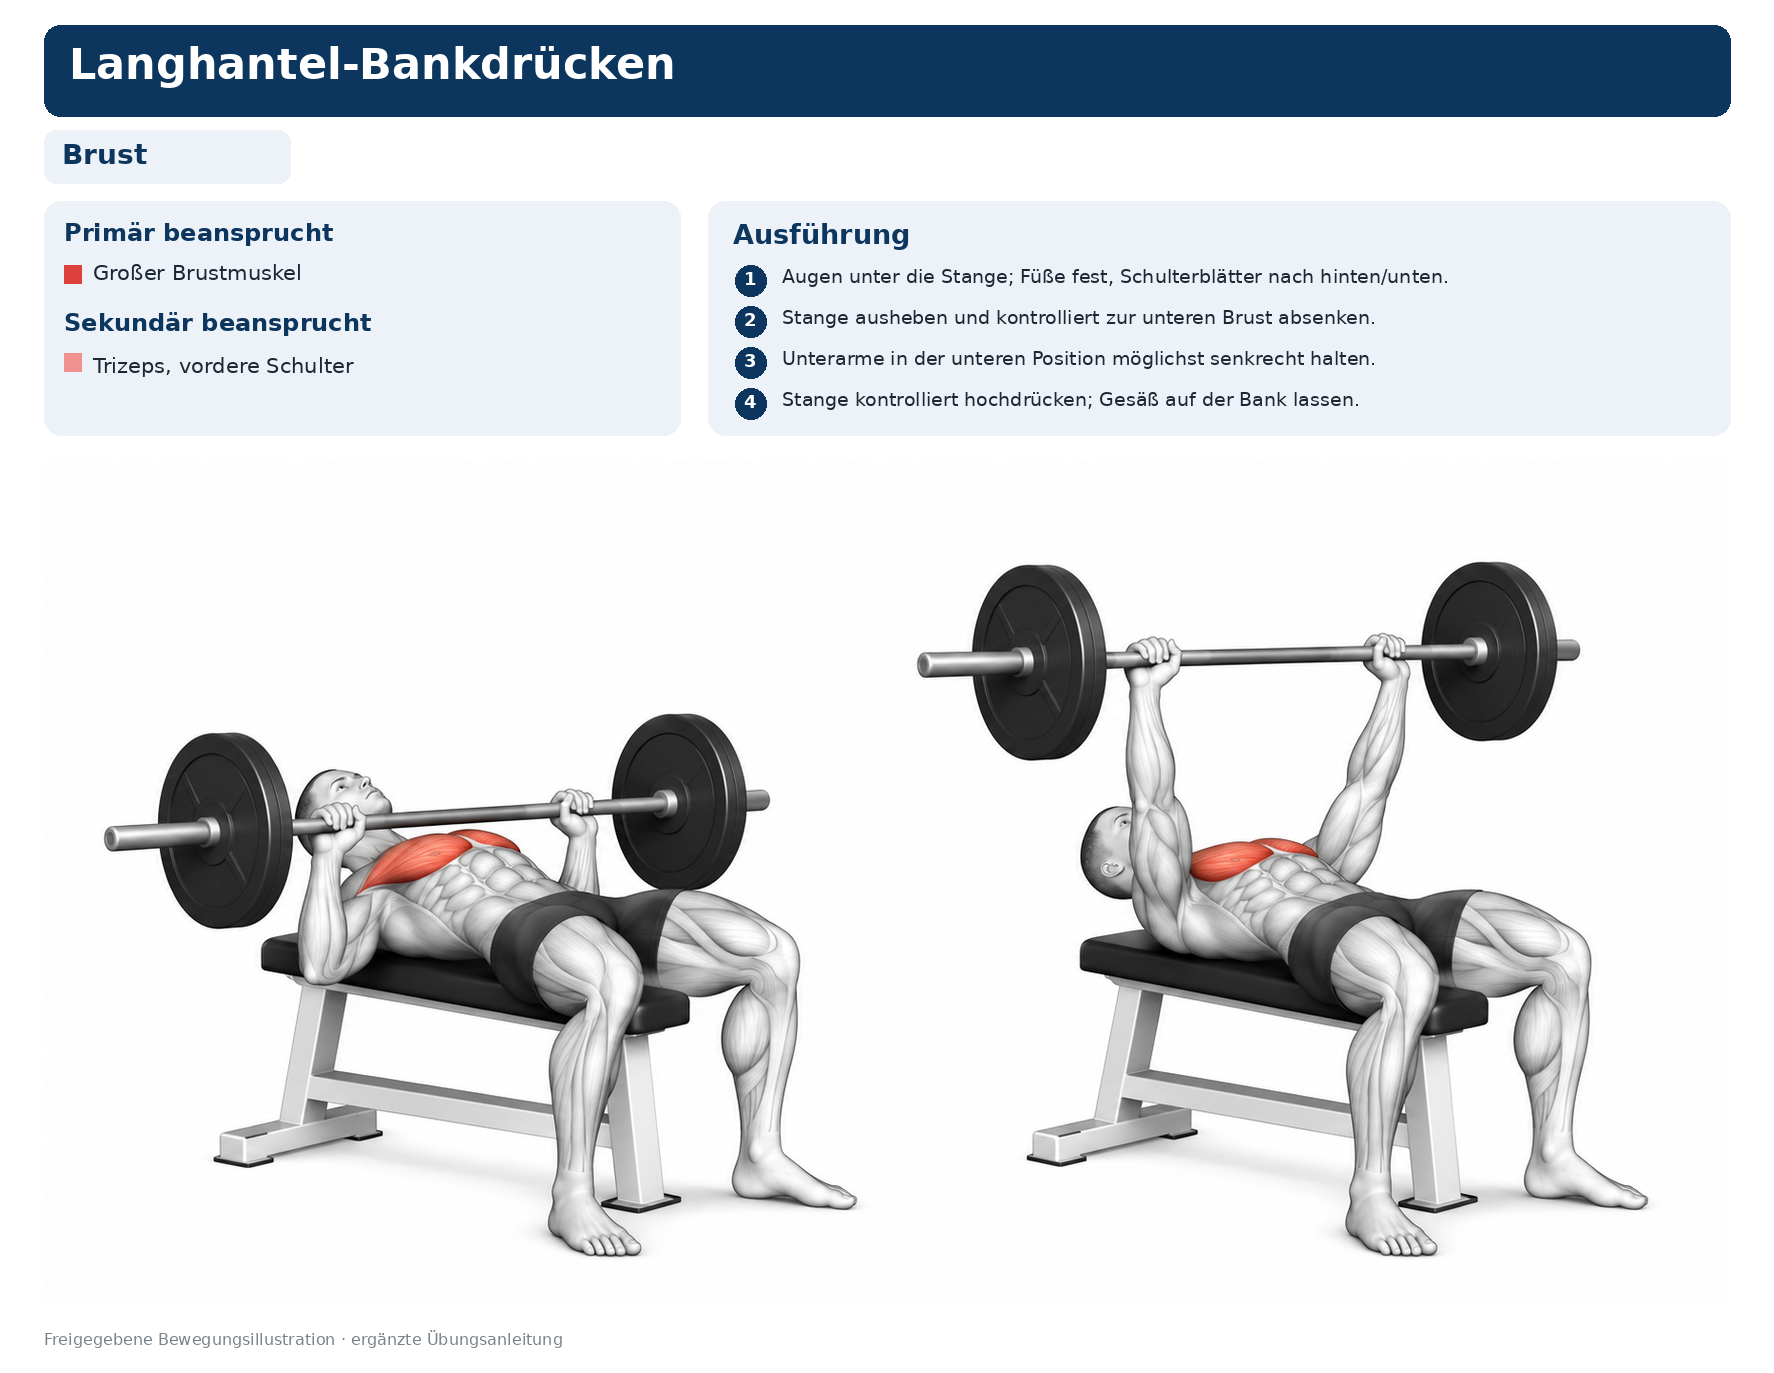 Langhantel-Bankdrücken
Brust
Primär beansprucht
Großer Brustmuskel
Sekundär beansprucht
Trizeps, vordere Schulter
Ausführung
1 Augen unter die Stange; Füße fest, Schulterblätter nach hinten/unten.
2 Stange ausheben und kontrolliert zur unteren Brust absenken.
3 Unterarme in der unteren Position möglichst senkrecht halten.
4 Stange kontrolliert hochdrücken; Gesäß auf der Bank lassen.
Freigegebene Bewegungsillustration · ergänzte Übungsanleitung